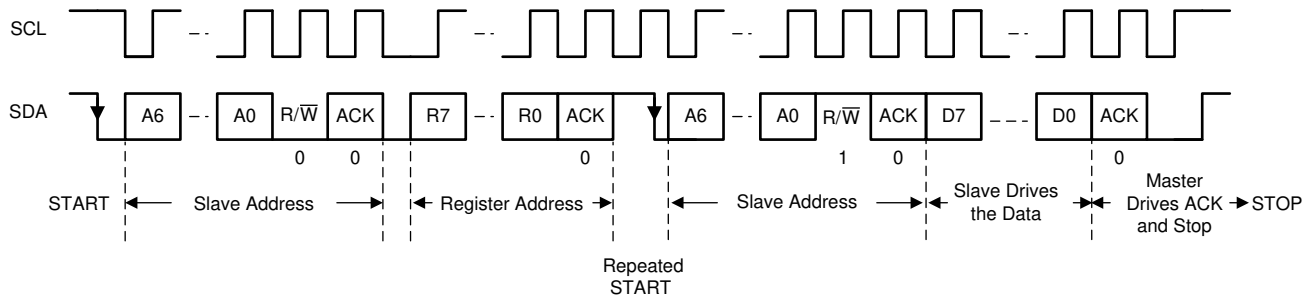 SCL
SDA
A6
A0
R/W̅
ACK
R7
R0
ACK
A6
A0
R/W̅
ACK
D7
D0
ACK
0
0
0
1
0
0
START
Slave Address
Register Address
Repeated
START
Slave Address
Slave Drives
the Data
Master
Drives ACK
and Stop
STOP